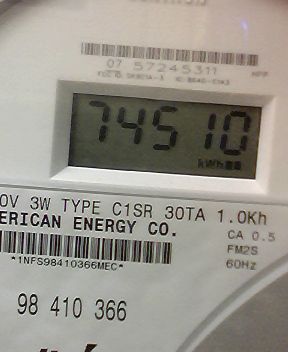 07 57245311
74510
kWh
0V 3W TYPE C1SR 30TA 1.0Kh
ERICAN ENERGY CO.
CA 0.5
FM2S
*1NFS98410366MEC*
60Hz
98 410 366